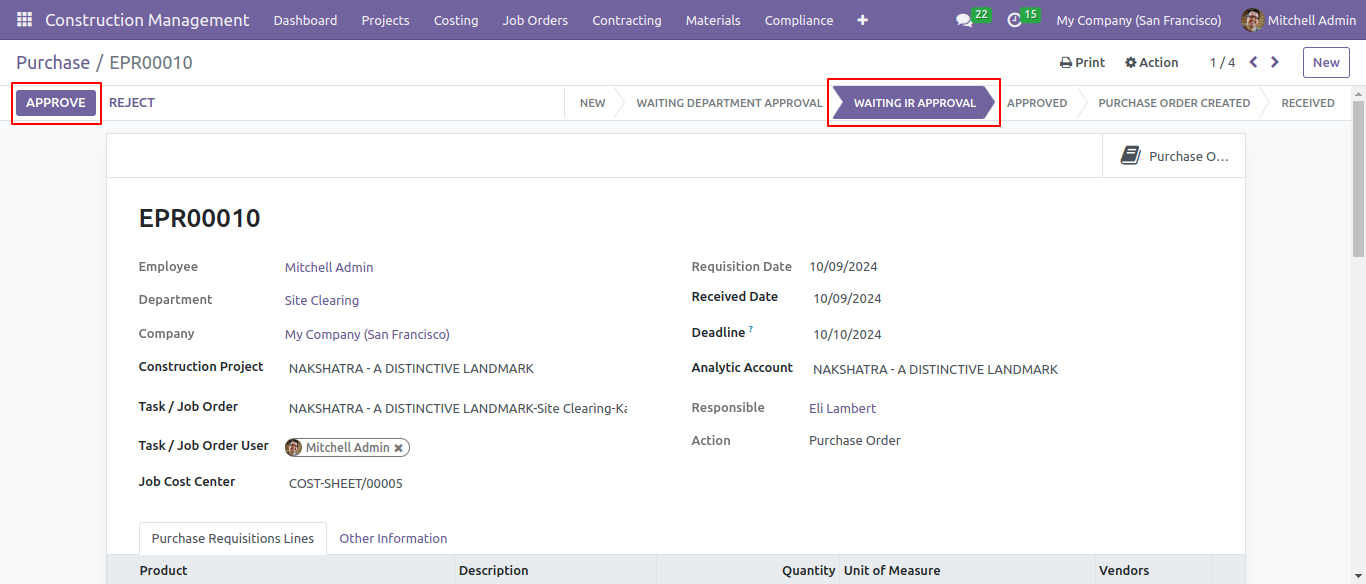 Construction Management Dashboard Projects Costing Job Orders Contracting Materials Compliance + 22 15 My Company (San Francisco) Mitchell Admin
Purchase / EPR00010 Print Action 1 / 4 New
APPROVE REJECT NEW WAITING DEPARTMENT APPROVAL WAITING IR APPROVAL APPROVED PURCHASE ORDER CREATED RECEIVED
Purchase O...
EPR00010
Employee Mitchell Admin Requisition Date 10/09/2024
Department Site Clearing Received Date 10/09/2024
Company My Company (San Francisco) Deadline ? 10/10/2024
Construction Project NAKSHATRA - A DISTINCTIVE LANDMARK Analytic Account NAKSHATRA - A DISTINCTIVE LANDMARK
Task / Job Order NAKSHATRA - A DISTINCTIVE LANDMARK-Site Clearing-Ka Responsible Eli Lambert
Task / Job Order User Mitchell Admin × Action Purchase Order
Job Cost Center COST-SHEET/00005
Purchase Requisitions Lines Other Information
Product Description Quantity Unit of Measure Vendors